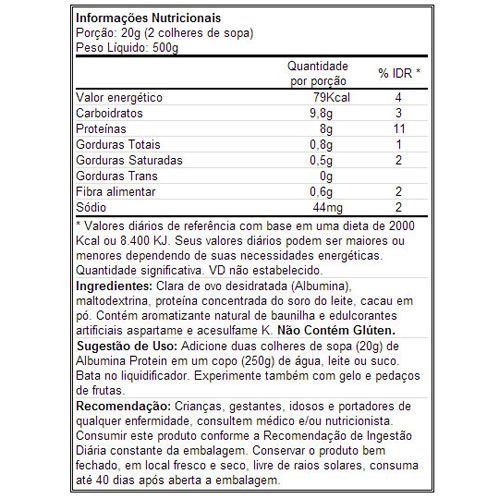 Informações Nutricionais
Porção: 20g (2 colheres de sopa)
Peso Líquido: 500g
Quantidade por porção % IDR *
Valor energético 79Kcal 4
Carboidratos 9,8g 3
Proteínas 8g 11
Gorduras Totais 0,8g 1
Gorduras Saturadas 0,5g 2
Gorduras Trans 0g
Fibra alimentar 0,6g 2
Sódio 44mg 2
* Valores diários de referência com base em uma dieta de 2000
Kcal ou 8.400 KJ. Seus valores diários podem ser maiores ou
menores dependendo de suas necessidades energéticas.
Quantidade significativa. VD não estabelecido.
Ingredientes: Clara de ovo desidratada (Albumina),
maltodextrina, proteína concentrada do soro do leite, cacau em
pó. Contém aromatizante natural de baunilha e edulcorantes
artificiais aspartame e acesulfame K. Não Contém Glúten.
Sugestão de Uso: Adicione duas colheres de sopa (20g) de
Albumina Protein em um copo (250g) de água, leite ou suco.
Bata no liquidificador. Experimente também com gelo e pedaços
de frutas.
Recomendação: Crianças, gestantes, idosos e portadores de
qualquer enfermidade, consultem médico e/ou nutricionista.
Consumir este produto conforme a Recomendação de Ingestão
Diária constante da embalagem. Conservar o produto bem
fechado, em local fresco e seco, livre de raios solares, consuma
até 40 dias após aberta a embalagem.